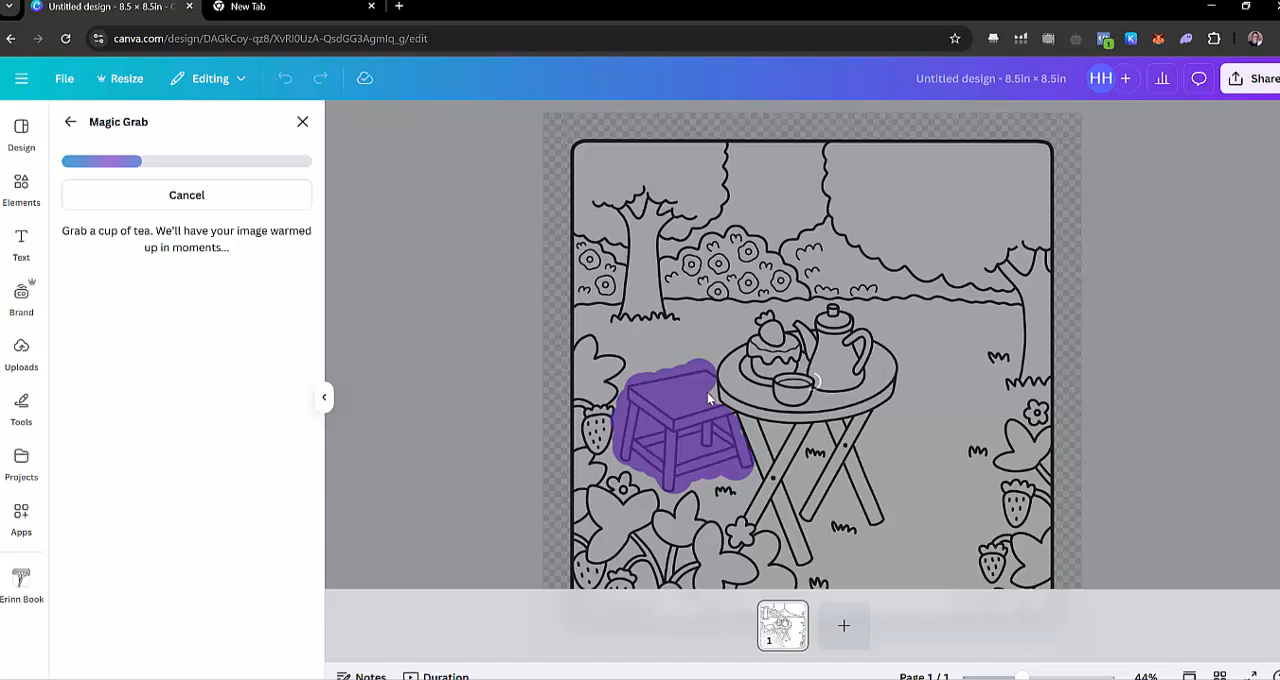 Untitled design - 8.5 × 8.5in - C
New Tab
canva.com/design/DAGkCoy-qz8/XvRI0UzA-QsdGG3AgmIq_g/edit
1
File
Resize
Editing
Untitled design - 8.5in × 8.5in
HH
Share
Design
Elements
Text
Brand
Uploads
Tools
Projects
Apps
Erinn Book
Magic Grab
Cancel
Grab a cup of tea. We'll have your image warmed
up in moments...
1
Notes
Duration
Page 1 / 1
44%